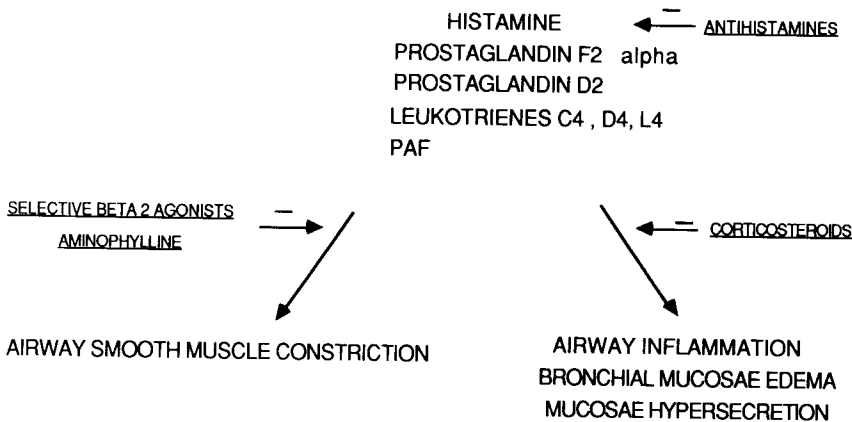 HISTAMINE
— ANTIHISTAMINES
PROSTAGLANDIN F2 alpha
PROSTAGLANDIN D2
LEUKOTRIENES C4 , D4, L4
PAF
SELECTIVE BETA 2 AGONISTS —
AMINOPHYLLINE
— CORTICOSTEROIDS
AIRWAY SMOOTH MUSCLE CONSTRICTION
AIRWAY INFLAMMATION
BRONCHIAL MUCOSAE EDEMA
MUCOSAE HYPERSECRETION